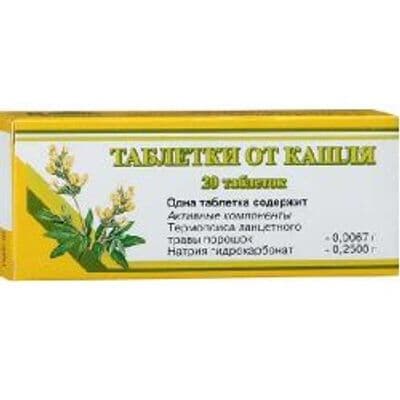 ТАБЛЕТКИ ОТ КАШЛЯ
20 таблеток
Одна таблетка содержит
Активные компоненты
Термопсиса ланцетного
травы порошок - 0,0067 г
Натрия гидрокарбонат - 0,2500 г